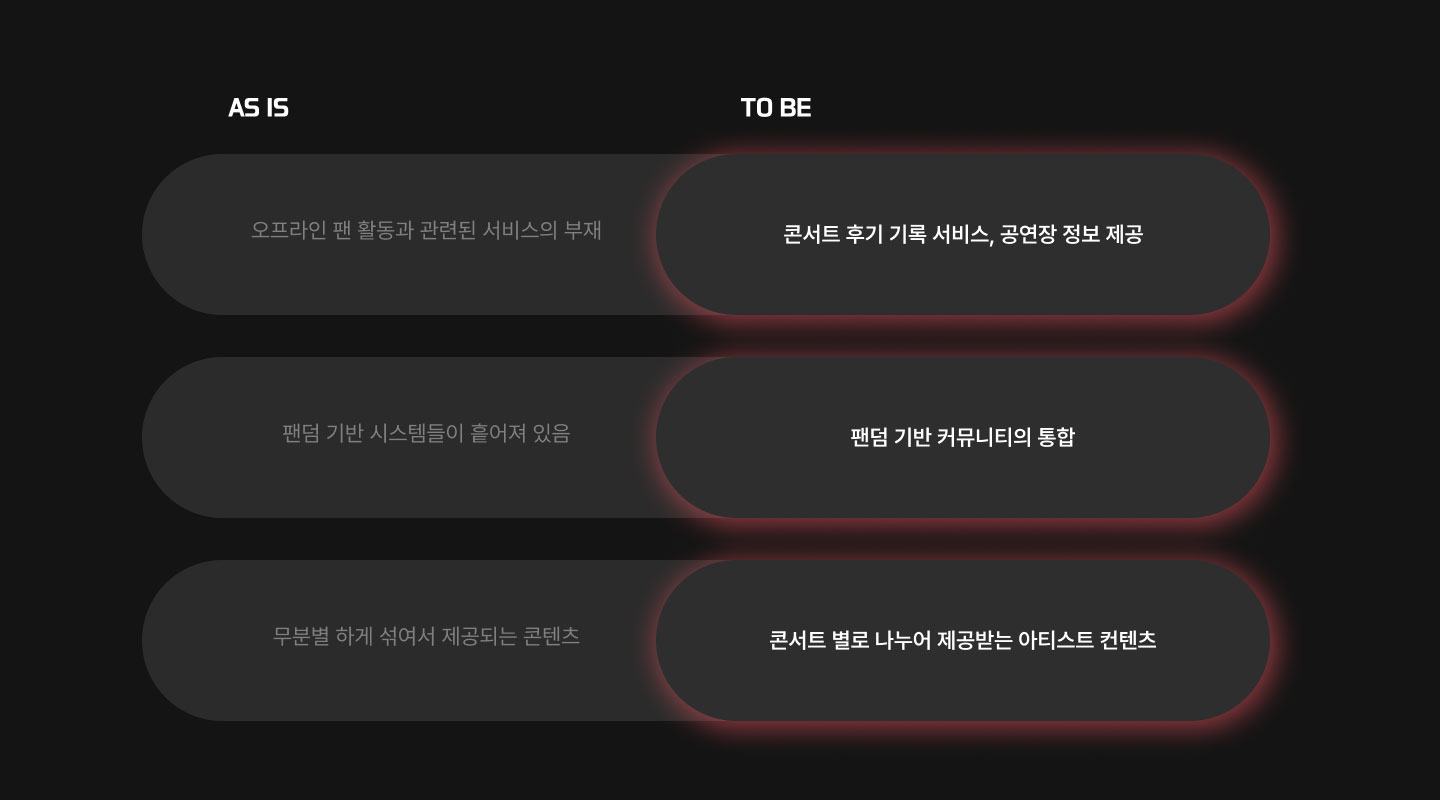 AS IS
TO BE
오프라인 팬 활동과 관련된 서비스의 부재
콘서트 후기 기록 서비스, 공연장 정보 제공
팬덤 기반 시스템들이 흩어져 있음
팬덤 기반 커뮤니티의 통합
무분별 하게 섞여서 제공되는 콘텐츠
콘서트 별로 나누어 제공받는 아티스트 컨텐츠